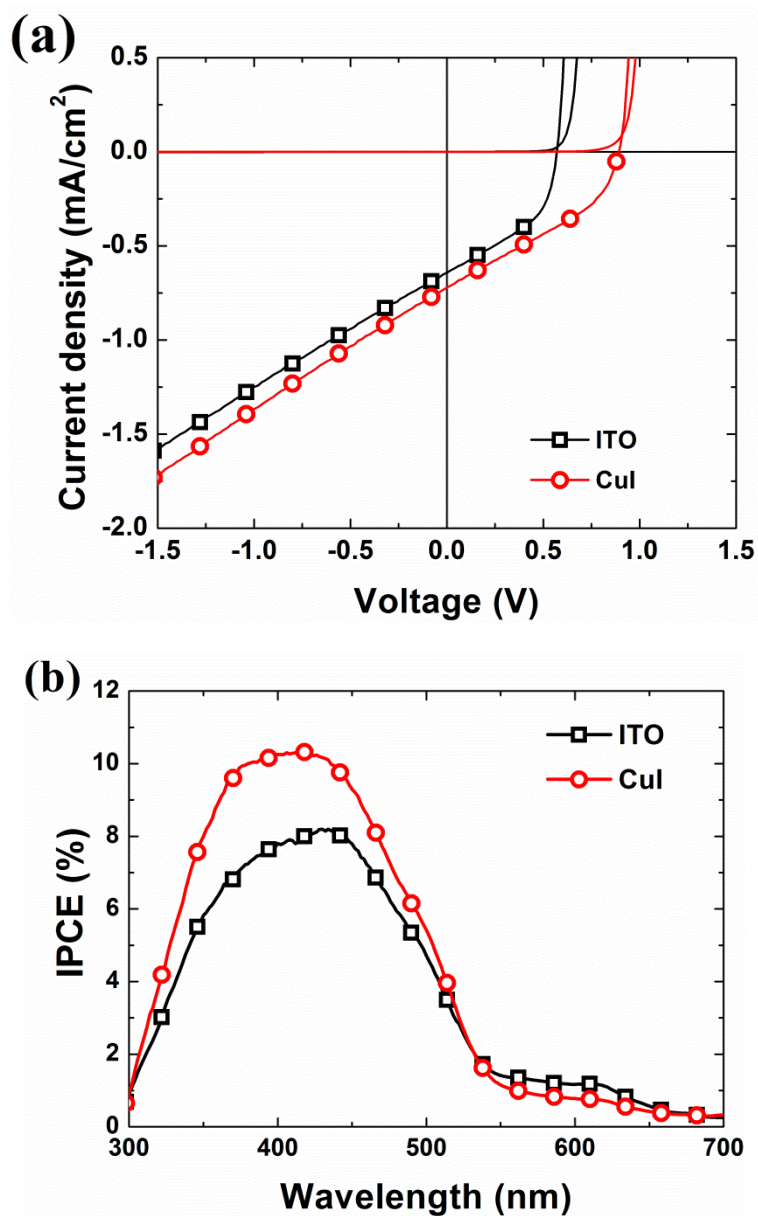 (a)
Current density (mA/cm²)
0.5
0.0
-0.5
-1.0
-1.5
-2.0
ITO
CuI
-1.5 -1.0 -0.5 0.0 0.5 1.0 1.5
Voltage (V)
(b)
IPCE (%)
12
10
8
6
4
2
0
ITO
CuI
300 400 500 600 700
Wavelength (nm)